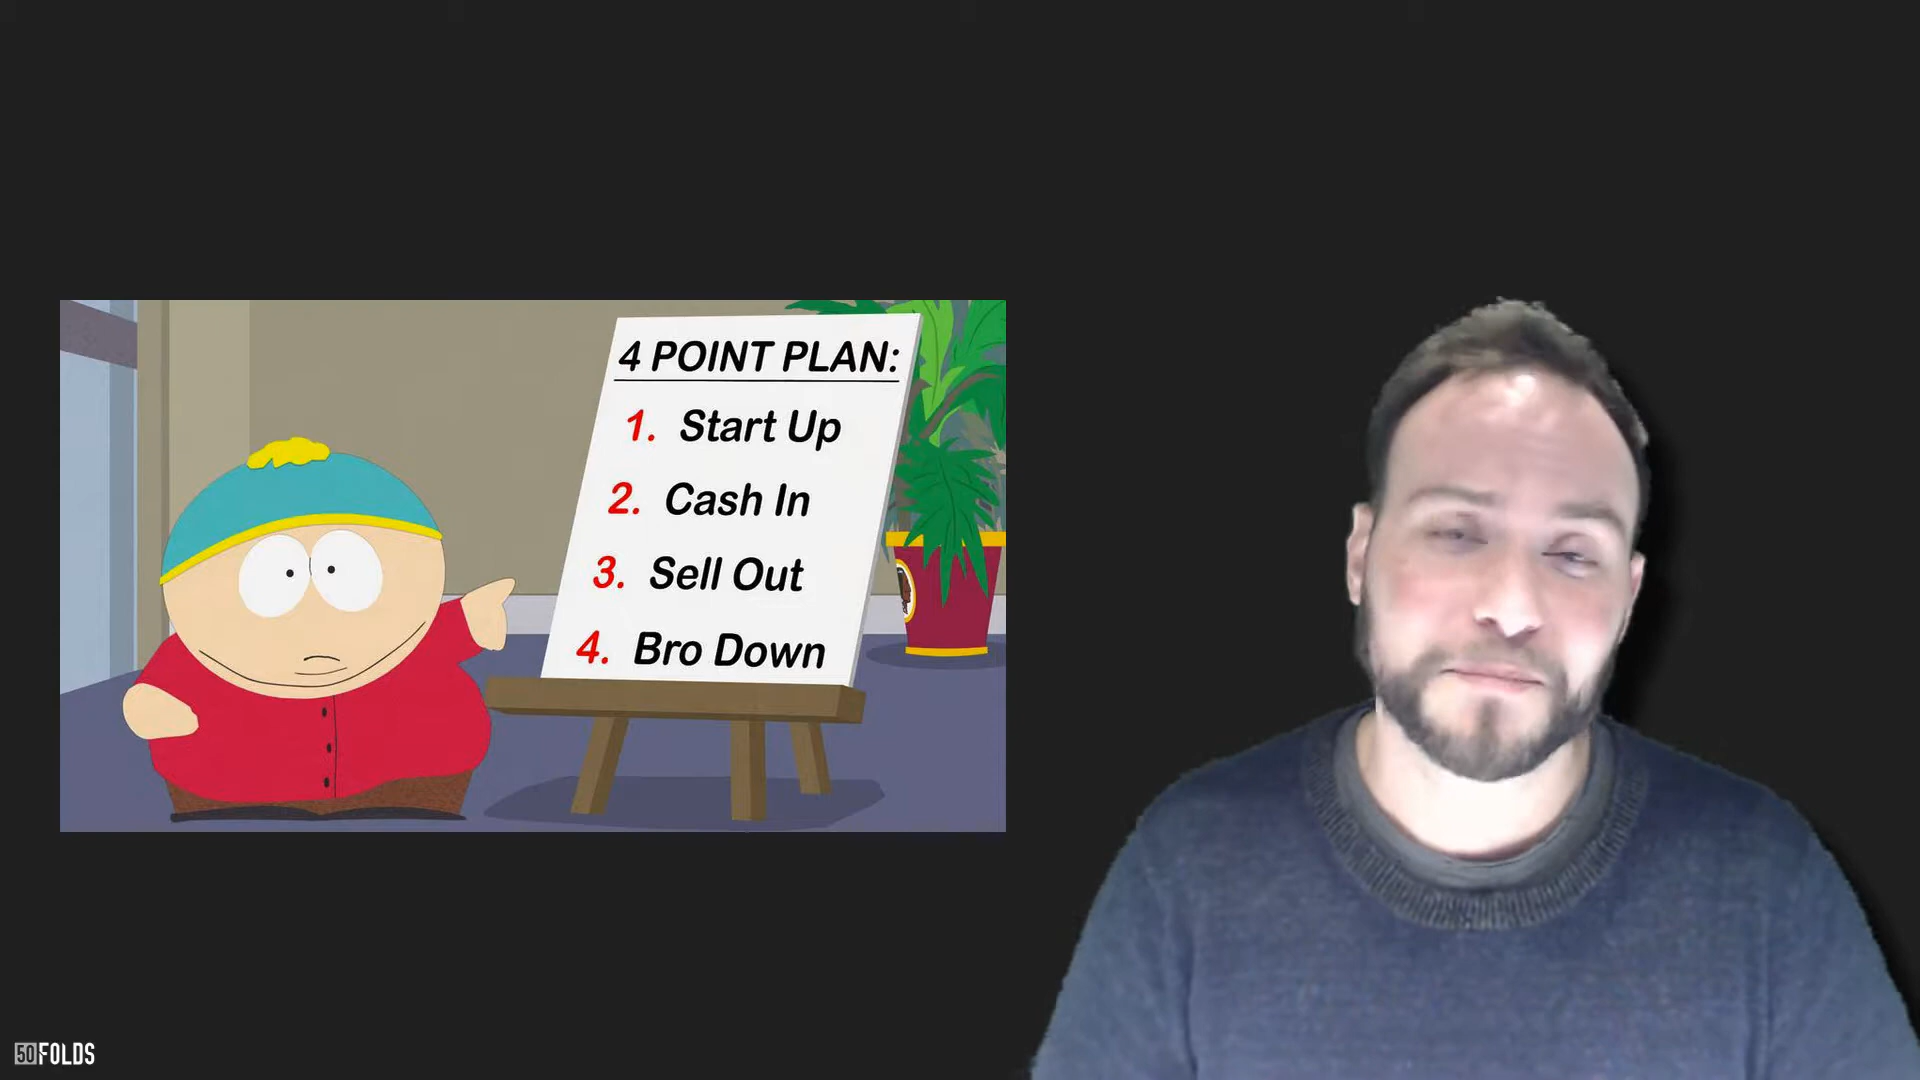 4 POINT PLAN:
1. Start Up
2. Cash In
3. Sell Out
4. Bro Down
50FOLDS